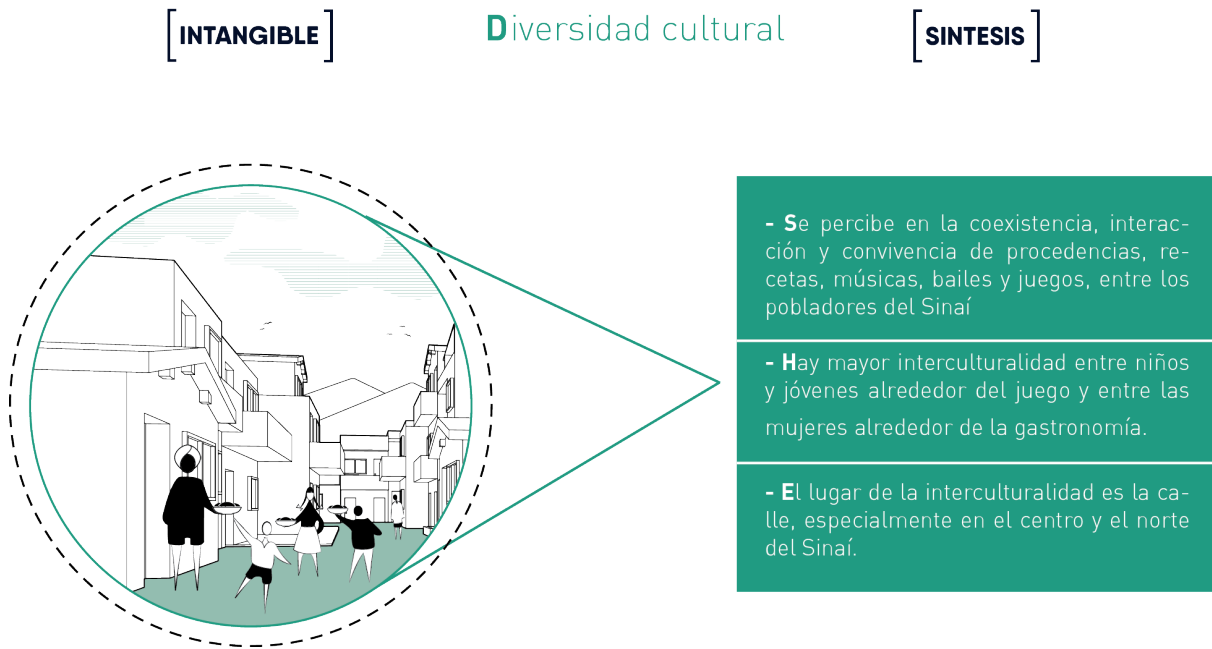 [INTANGIBLE]
Diversidad cultural
[SINTESIS]
- Se percibe en la coexistencia, interac-
ción y convivencia de procedencias, re-
cetas, músicas, bailes y juegos, entre los
pobladores del Sinaí
- Hay mayor interculturalidad entre niños
y jóvenes alrededor del juego y entre las
mujeres alrededor de la gastronomía.
- El lugar de la interculturalidad es la ca-
lle, especialmente en el centro y el norte
del Sinaí.